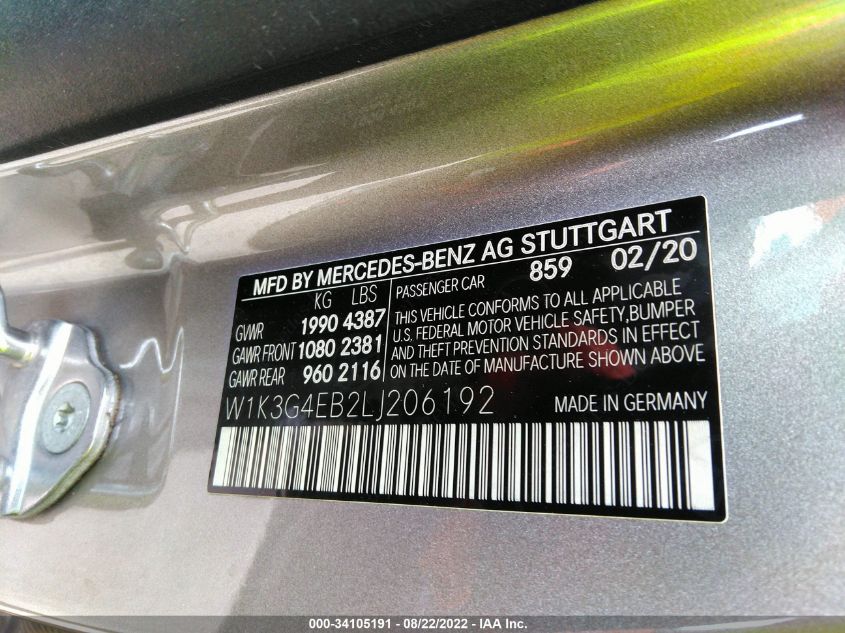 MFD BY MERCEDES-BENZ AG STUTTGART
KG LBS
GVWR 1990 4387
GAWR FRONT 1080 2381
GAWR REAR 960 2116
PASSENGER CAR 859 02/20
THIS VEHICLE CONFORMS TO ALL APPLICABLE
U.S. FEDERAL MOTOR VEHICLE SAFETY,BUMPER
AND THEFT PREVENTION STANDARDS IN EFFECT
ON THE DATE OF MANUFACTURE SHOWN ABOVE
W1K3G4EB2LJ206192 MADE IN GERMANY
000-34105191 - 08/22/2022 - IAA Inc.